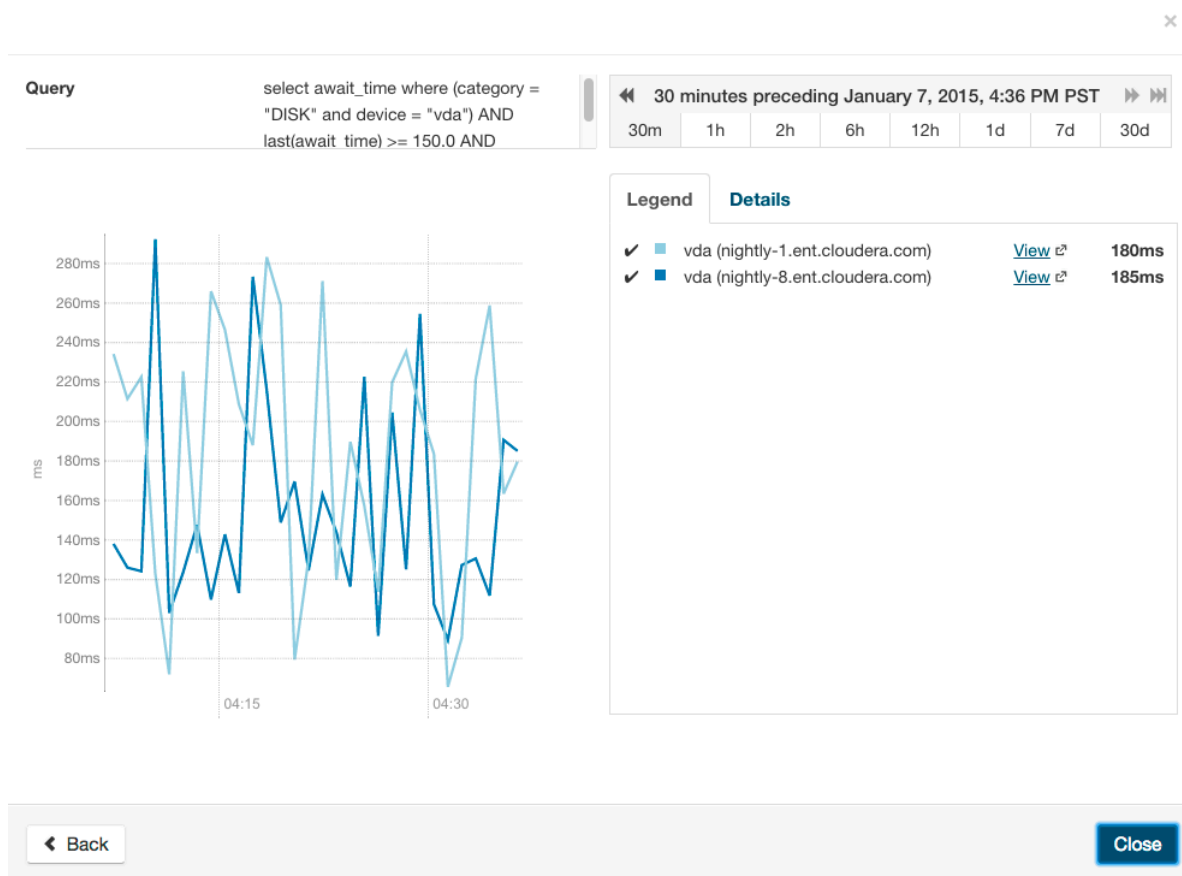 ×
Query
select await_time where (category =
"DISK" and device = "vda") AND
last(await_time) >= 150.0 AND
30 minutes preceding January 7, 2015, 4:36 PM PST
30m 1h 2h 6h 12h 1d 7d 30d
Legend Details
✔ vda (nightly-1.ent.cloudera.com) View 180ms
✔ vda (nightly-8.ent.cloudera.com) View 185ms
280ms
260ms
240ms
220ms
200ms
180ms
160ms
140ms
120ms
100ms
80ms
ms
04:15 04:30
Back
Close